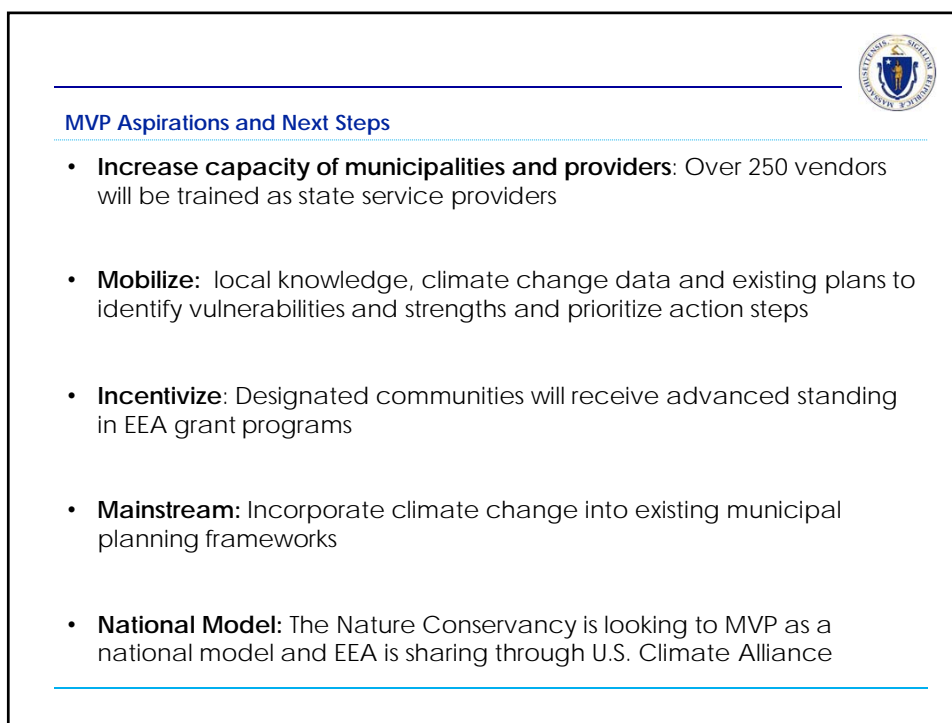 MVP Aspirations and Next Steps
• Increase capacity of municipalities and providers: Over 250 vendors
will be trained as state service providers
• Mobilize: local knowledge, climate change data and existing plans to
identify vulnerabilities and strengths and prioritize action steps
• Incentivize: Designated communities will receive advanced standing
in EEA grant programs
• Mainstream: Incorporate climate change into existing municipal
planning frameworks
• National Model: The Nature Conservancy is looking to MVP as a
national model and EEA is sharing through U.S. Climate Alliance